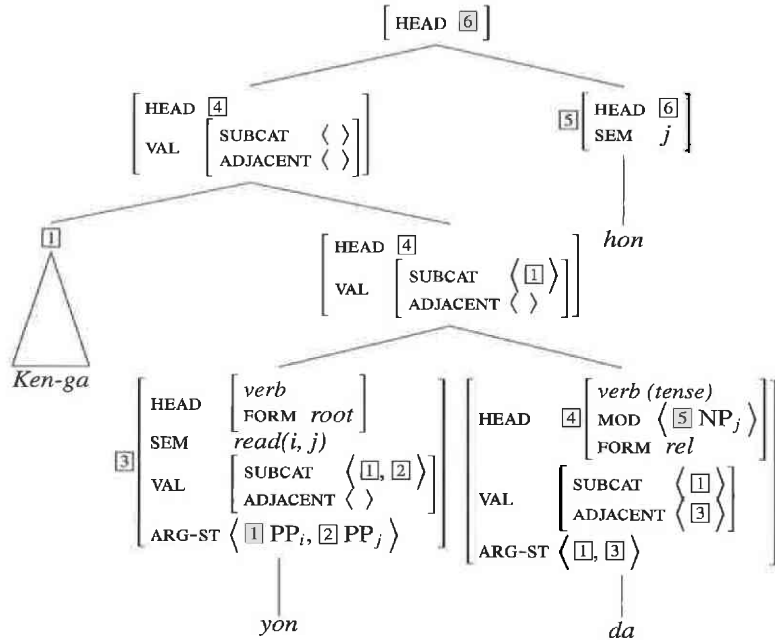 [ HEAD 6 ]
[ HEAD 4
VAL [ SUBCAT ⟨ ⟩
ADJACENT ⟨ ⟩ ] ]
5 [ HEAD 6
SEM j ]
1
hon
[ HEAD 4
VAL [ SUBCAT ⟨ 1 ⟩
ADJACENT ⟨ ⟩ ] ]
Ken-ga
3 [ HEAD [ verb
FORM root ]
SEM read(i, j)
VAL [ SUBCAT ⟨ 1, 2 ⟩
ADJACENT ⟨ ⟩ ]
ARG-ST ⟨ 1 PPi, 2 PPj ⟩ ]
[ HEAD 4 [ verb (tense)
MOD ⟨ 5 NPj ⟩
FORM rel ]
VAL [ SUBCAT ⟨ 1 ⟩
ADJACENT ⟨ 3 ⟩ ]
ARG-ST ⟨ 1, 3 ⟩ ]
yon
da